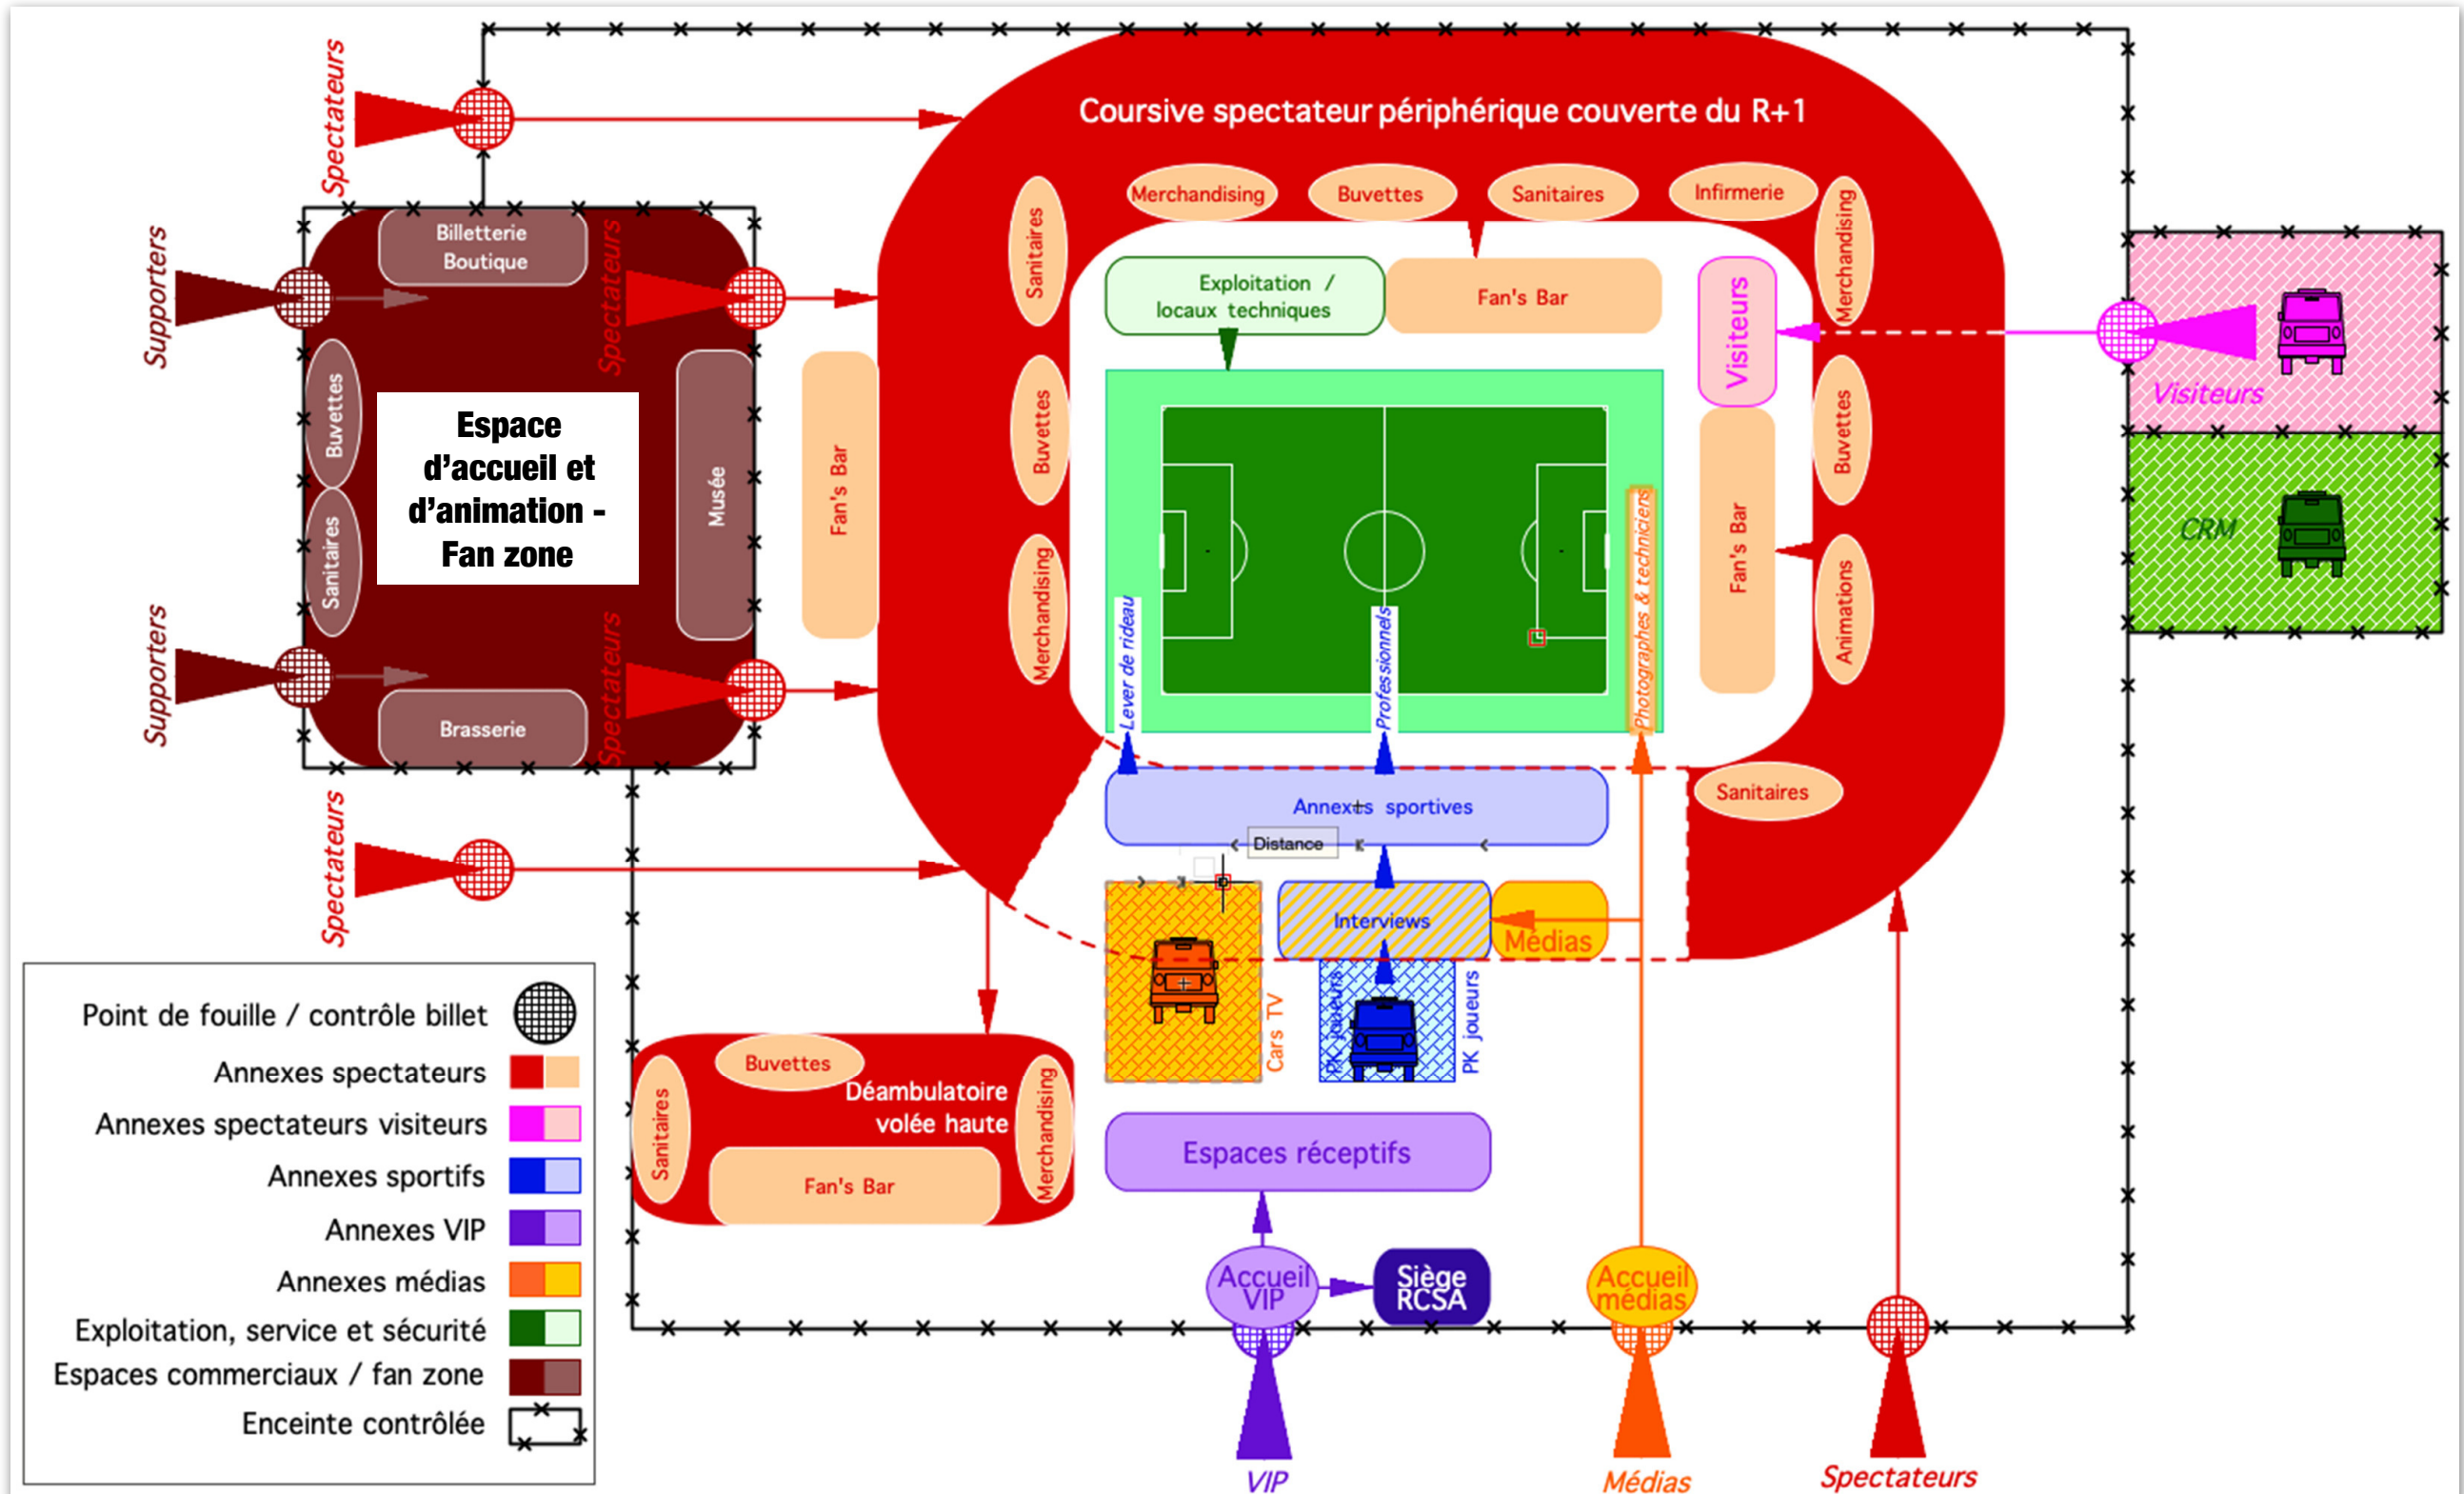 Spectateurs
Coursive spectateur périphérique couverte du R+1
Merchandising
Buvettes
Sanitaires
Infirmerie
Sanitaires
Merchandising
Supporters
Billetterie
Boutique
Spectateurs
Exploitation /
locaux techniques
Fan's Bar
Visiteurs
Visiteurs
Buvettes
Espace
d'accueil et
d'animation -
Fan zone
Musée
Fan's Bar
Buvettes
Buvettes
Sanitaires
Fan's Bar
CRM
Photographes & techniciens
Merchandising
Lever de rideau
Professionnels
Animations
Supporters
Spectateurs
Brasserie
Annexes sportives
Sanitaires
Distance
Spectateurs
Interviews
Médias
Cars TV
PK joueurs
PK joueurs
Buvettes
Sanitaires
Déambulatoire
volée haute
Merchandising
Fan's Bar
Espaces réceptifs
Accueil
VIP
Siège
RCSA
Accueil
médias
VIP
Médias
Spectateurs
Point de fouille / contrôle billet
Annexes spectateurs
Annexes spectateurs visiteurs
Annexes sportifs
Annexes VIP
Annexes médias
Exploitation, service et sécurité
Espaces commerciaux / fan zone
Enceinte contrôlée